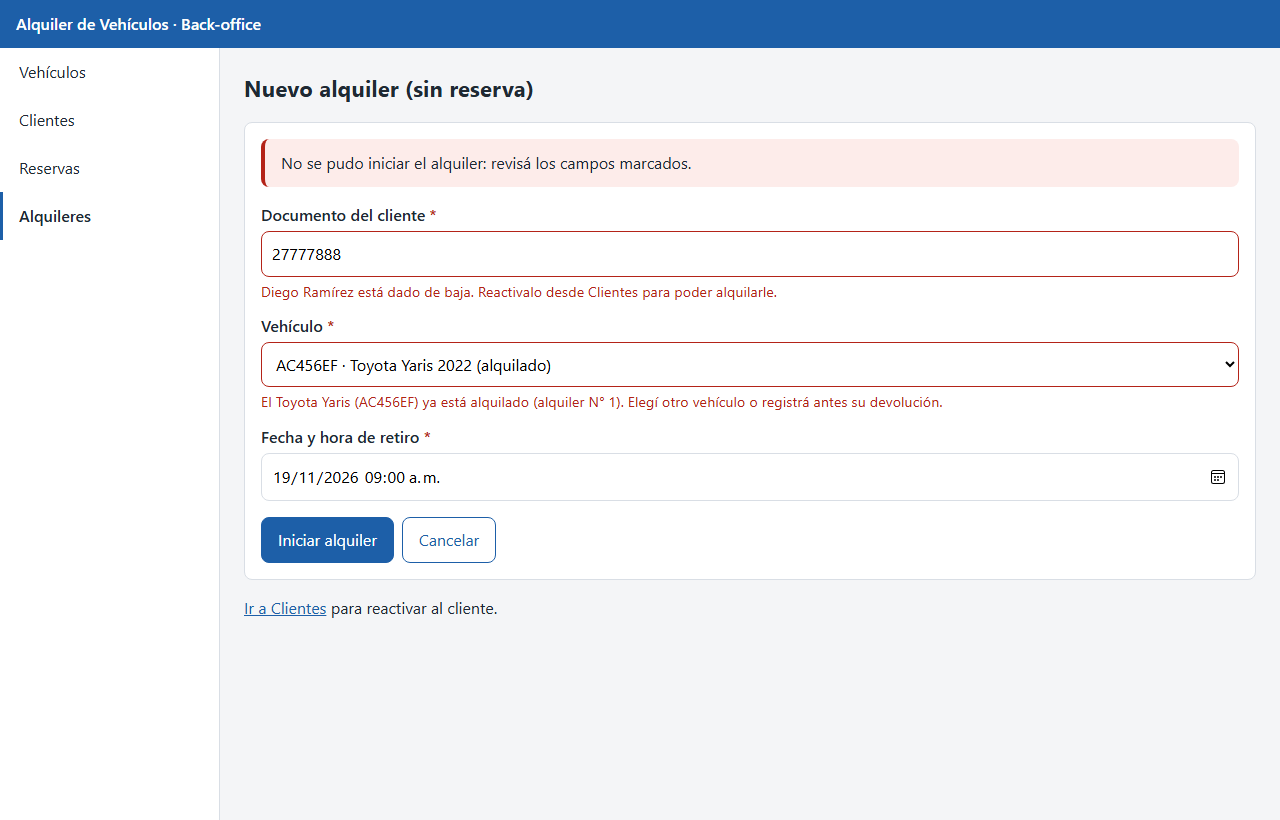 Alquiler de Vehículos · Back-office
Vehículos
Clientes
Reservas
Alquileres
Nuevo alquiler (sin reserva)
No se pudo iniciar el alquiler: revisá los campos marcados.
Documento del cliente *
27777888
Diego Ramírez está dado de baja. Reactivalo desde Clientes para poder alquilarle.
Vehículo *
AC456EF · Toyota Yaris 2022 (alquilado)
El Toyota Yaris (AC456EF) ya está alquilado (alquiler N° 1). Elegí otro vehículo o registrá antes su devolución.
Fecha y hora de retiro *
19/11/2026 09:00 a. m.
Iniciar alquiler
Cancelar
Ir a Clientes para reactivar al cliente.